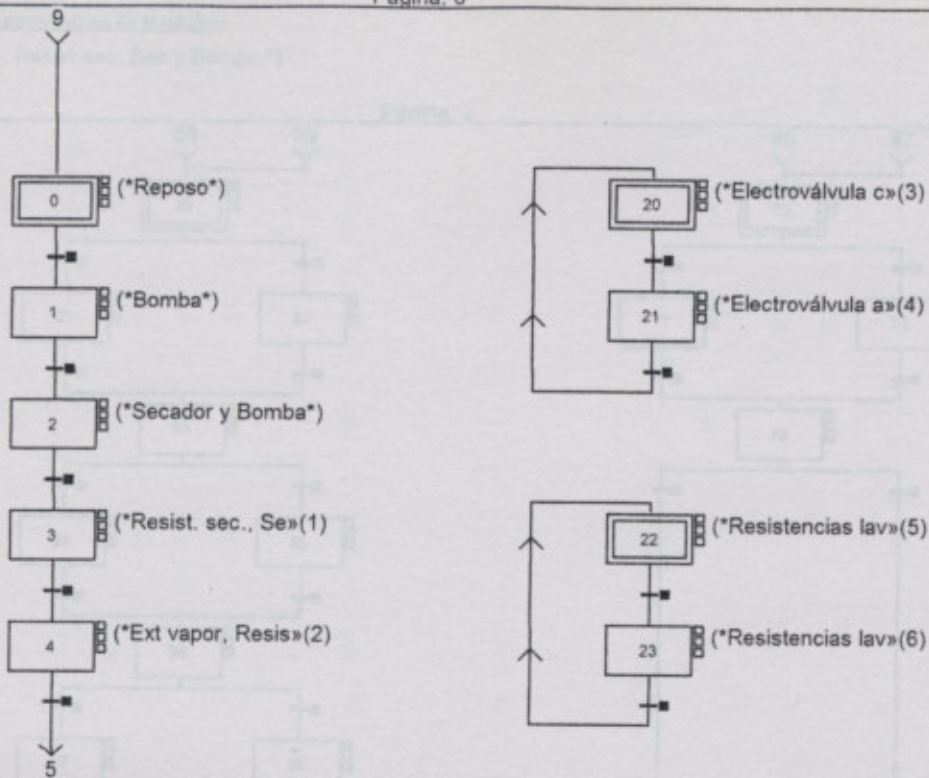 Página:
9
0 (*Reposo*)
1 (*Bomba*)
2 (*Secador y Bomba*)
3 (*Resist. sec., Se»(1)
4 (*Ext vapor, Resis»(2)
5
20 (*Electroválvula c»(3)
21 (*Electroválvula a»(4)
22 (*Resistencias lav»(5)
23 (*Resistencias lav»(6)